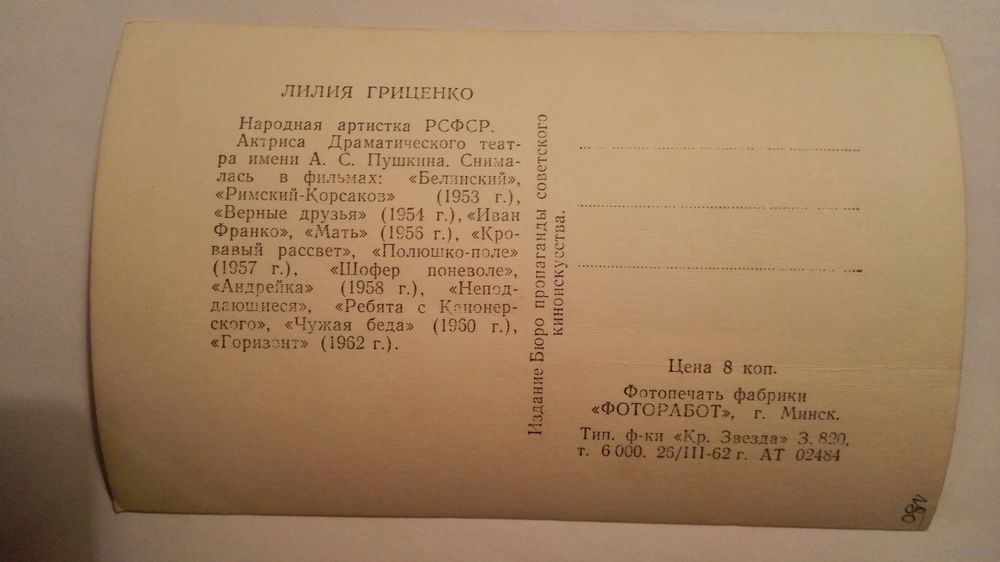 ЛИЛИЯ ГРИЦЕНКО
Народная артистка РСФСР.
Актриса Драматического теат-
ра имени А. С. Пушкина. Снима-
лась в фильмах: «Белинский»,
«Римский-Корсаков» (1953 г.),
«Верные друзья» (1954 г.), «Иван
Франко», «Мать» (1956 г.), «Кро-
вавый рассвет», «Полюшко-поле»
(1957 г.), «Шофер поневоле»,
«Андрейка» (1958 г.), «Непод-
дающиеся», «Ребята с Канонер-
ского», «Чужая беда» (1960 г.),
«Горизонт» (1962 г.).
Издание Бюро пропаганды советского
киноискусства.
Цена 8 коп.
Фотопечать фабрики
«ФОТОРАБОТ», г. Минск.
Тип. ф-ки «Кр. Звезда» З. 820,
т. 6 000. 26/III-62 г. АТ 02484